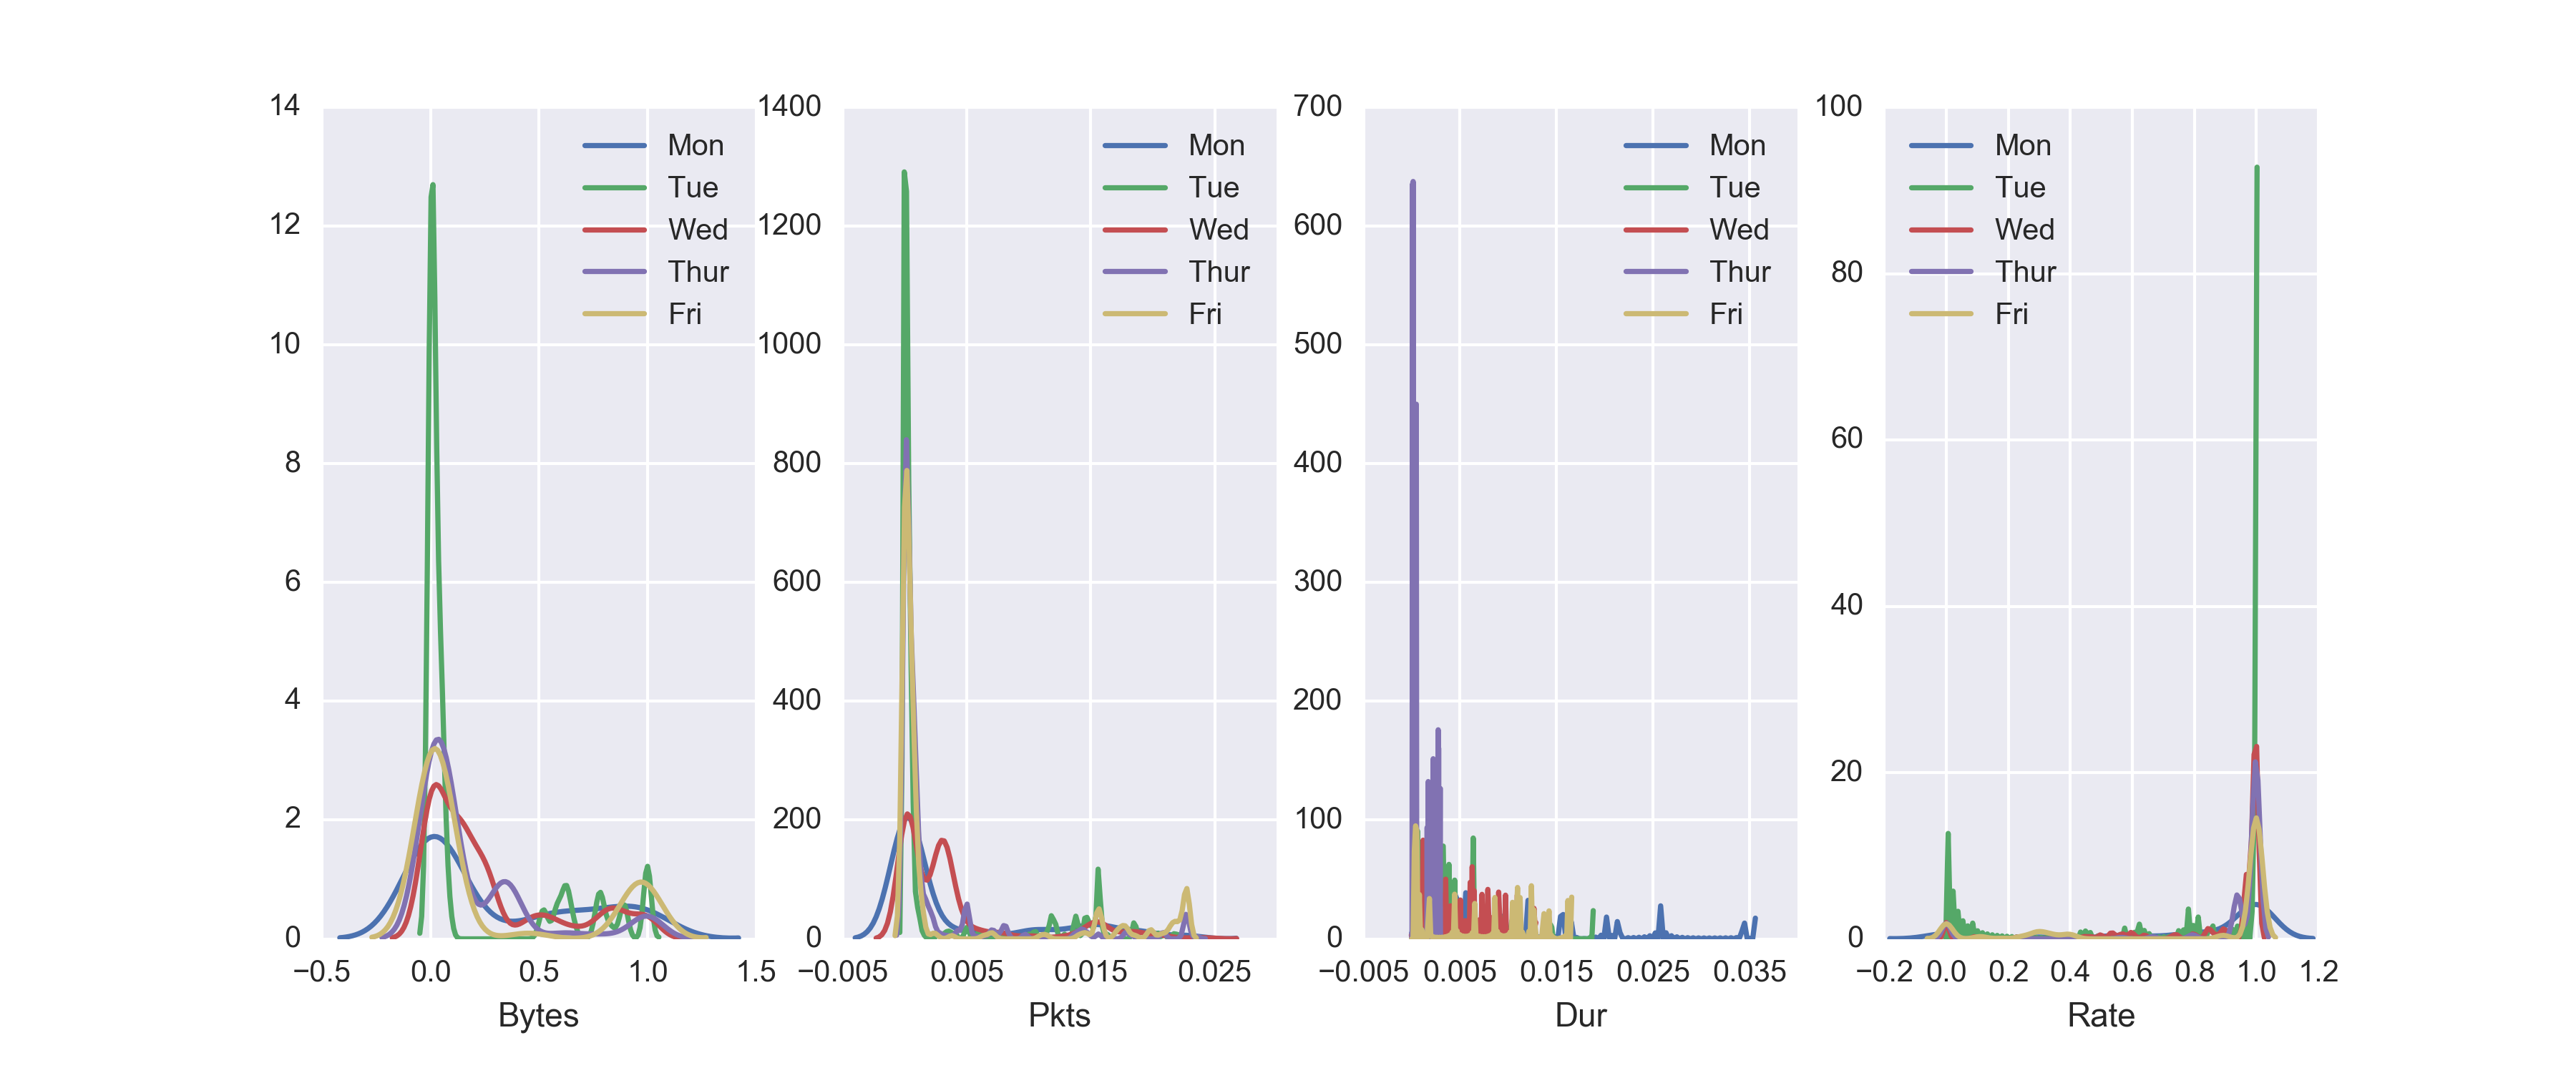 14
12
10
8
6
4
2
0
−0.5 0.0 0.5 1.0 1.5
Bytes
Mon
Tue
Wed
Thur
Fri
1400
1200
1000
800
600
400
200
0
−0.005 0.005 0.015 0.025
Pkts
Mon
Tue
Wed
Thur
Fri
700
600
500
400
300
200
100
0
−0.005 0.005 0.015 0.025 0.035
Dur
Mon
Tue
Wed
Thur
Fri
100
80
60
40
20
0
−0.2 0.0 0.2 0.4 0.6 0.8 1.0 1.2
Rate
Mon
Tue
Wed
Thur
Fri